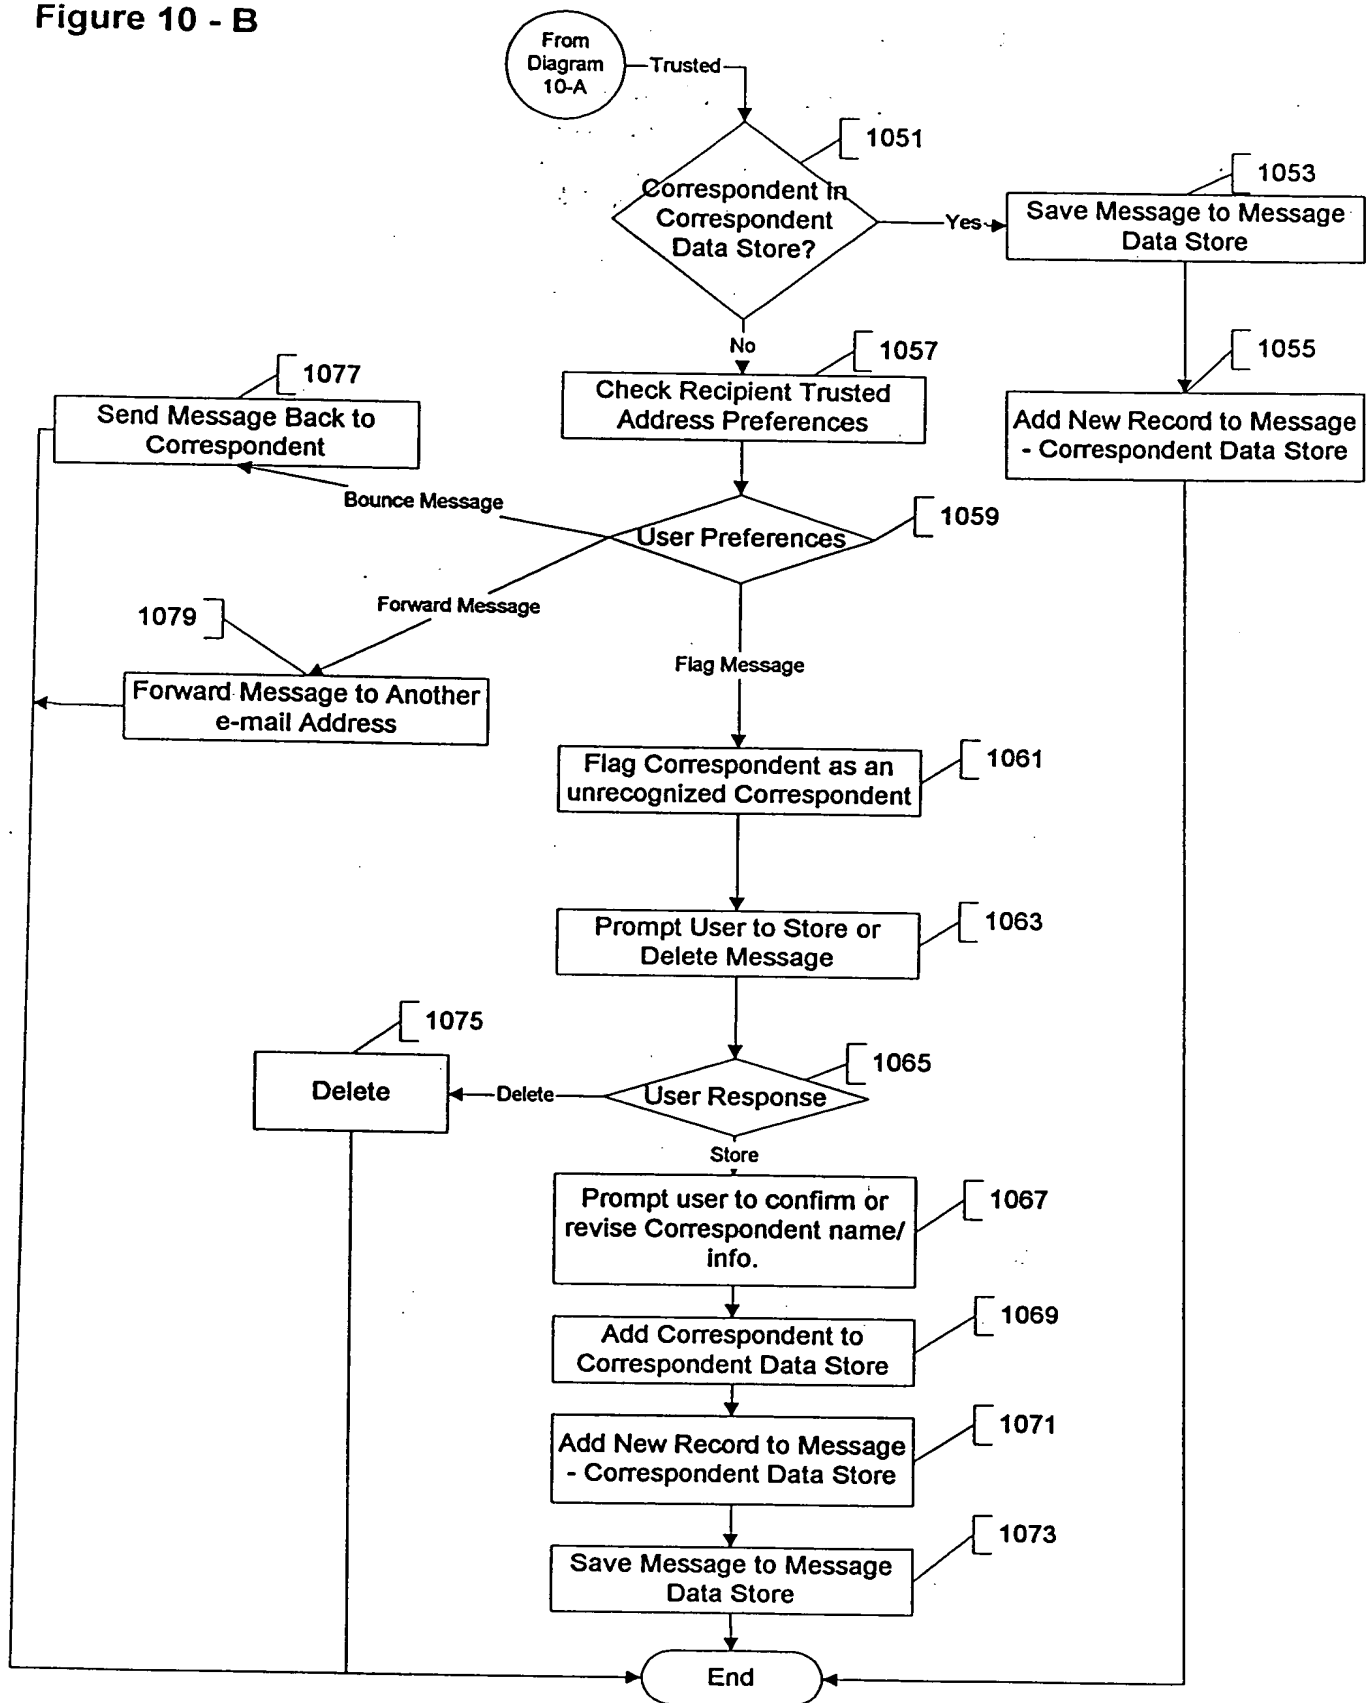 Figure 10 - B
From
Diagram
10-A
Trusted
1051
Correspondent in
Correspondent
Data Store?
Yes
1053
Save Message to Message
Data Store
No
1057
1055
Check Recipient Trusted
Address Preferences
Add New Record to Message
- Correspondent Data Store
1077
Send Message Back to
Correspondent
Bounce Message
User Preferences
1059
1079
Forward Message
Forward Message to Another
e-mail Address
Flag Message
Flag Correspondent as an
unrecognized Correspondent
1061
Prompt User to Store or
Delete Message
1063
1075
Delete
Delete
User Response
1065
Store
Prompt user to confirm or
revise Correspondent name/
info.
1067
Add Correspondent to
Correspondent Data Store
1069
Add New Record to Message
- Correspondent Data Store
1071
Save Message to Message
Data Store
1073
End